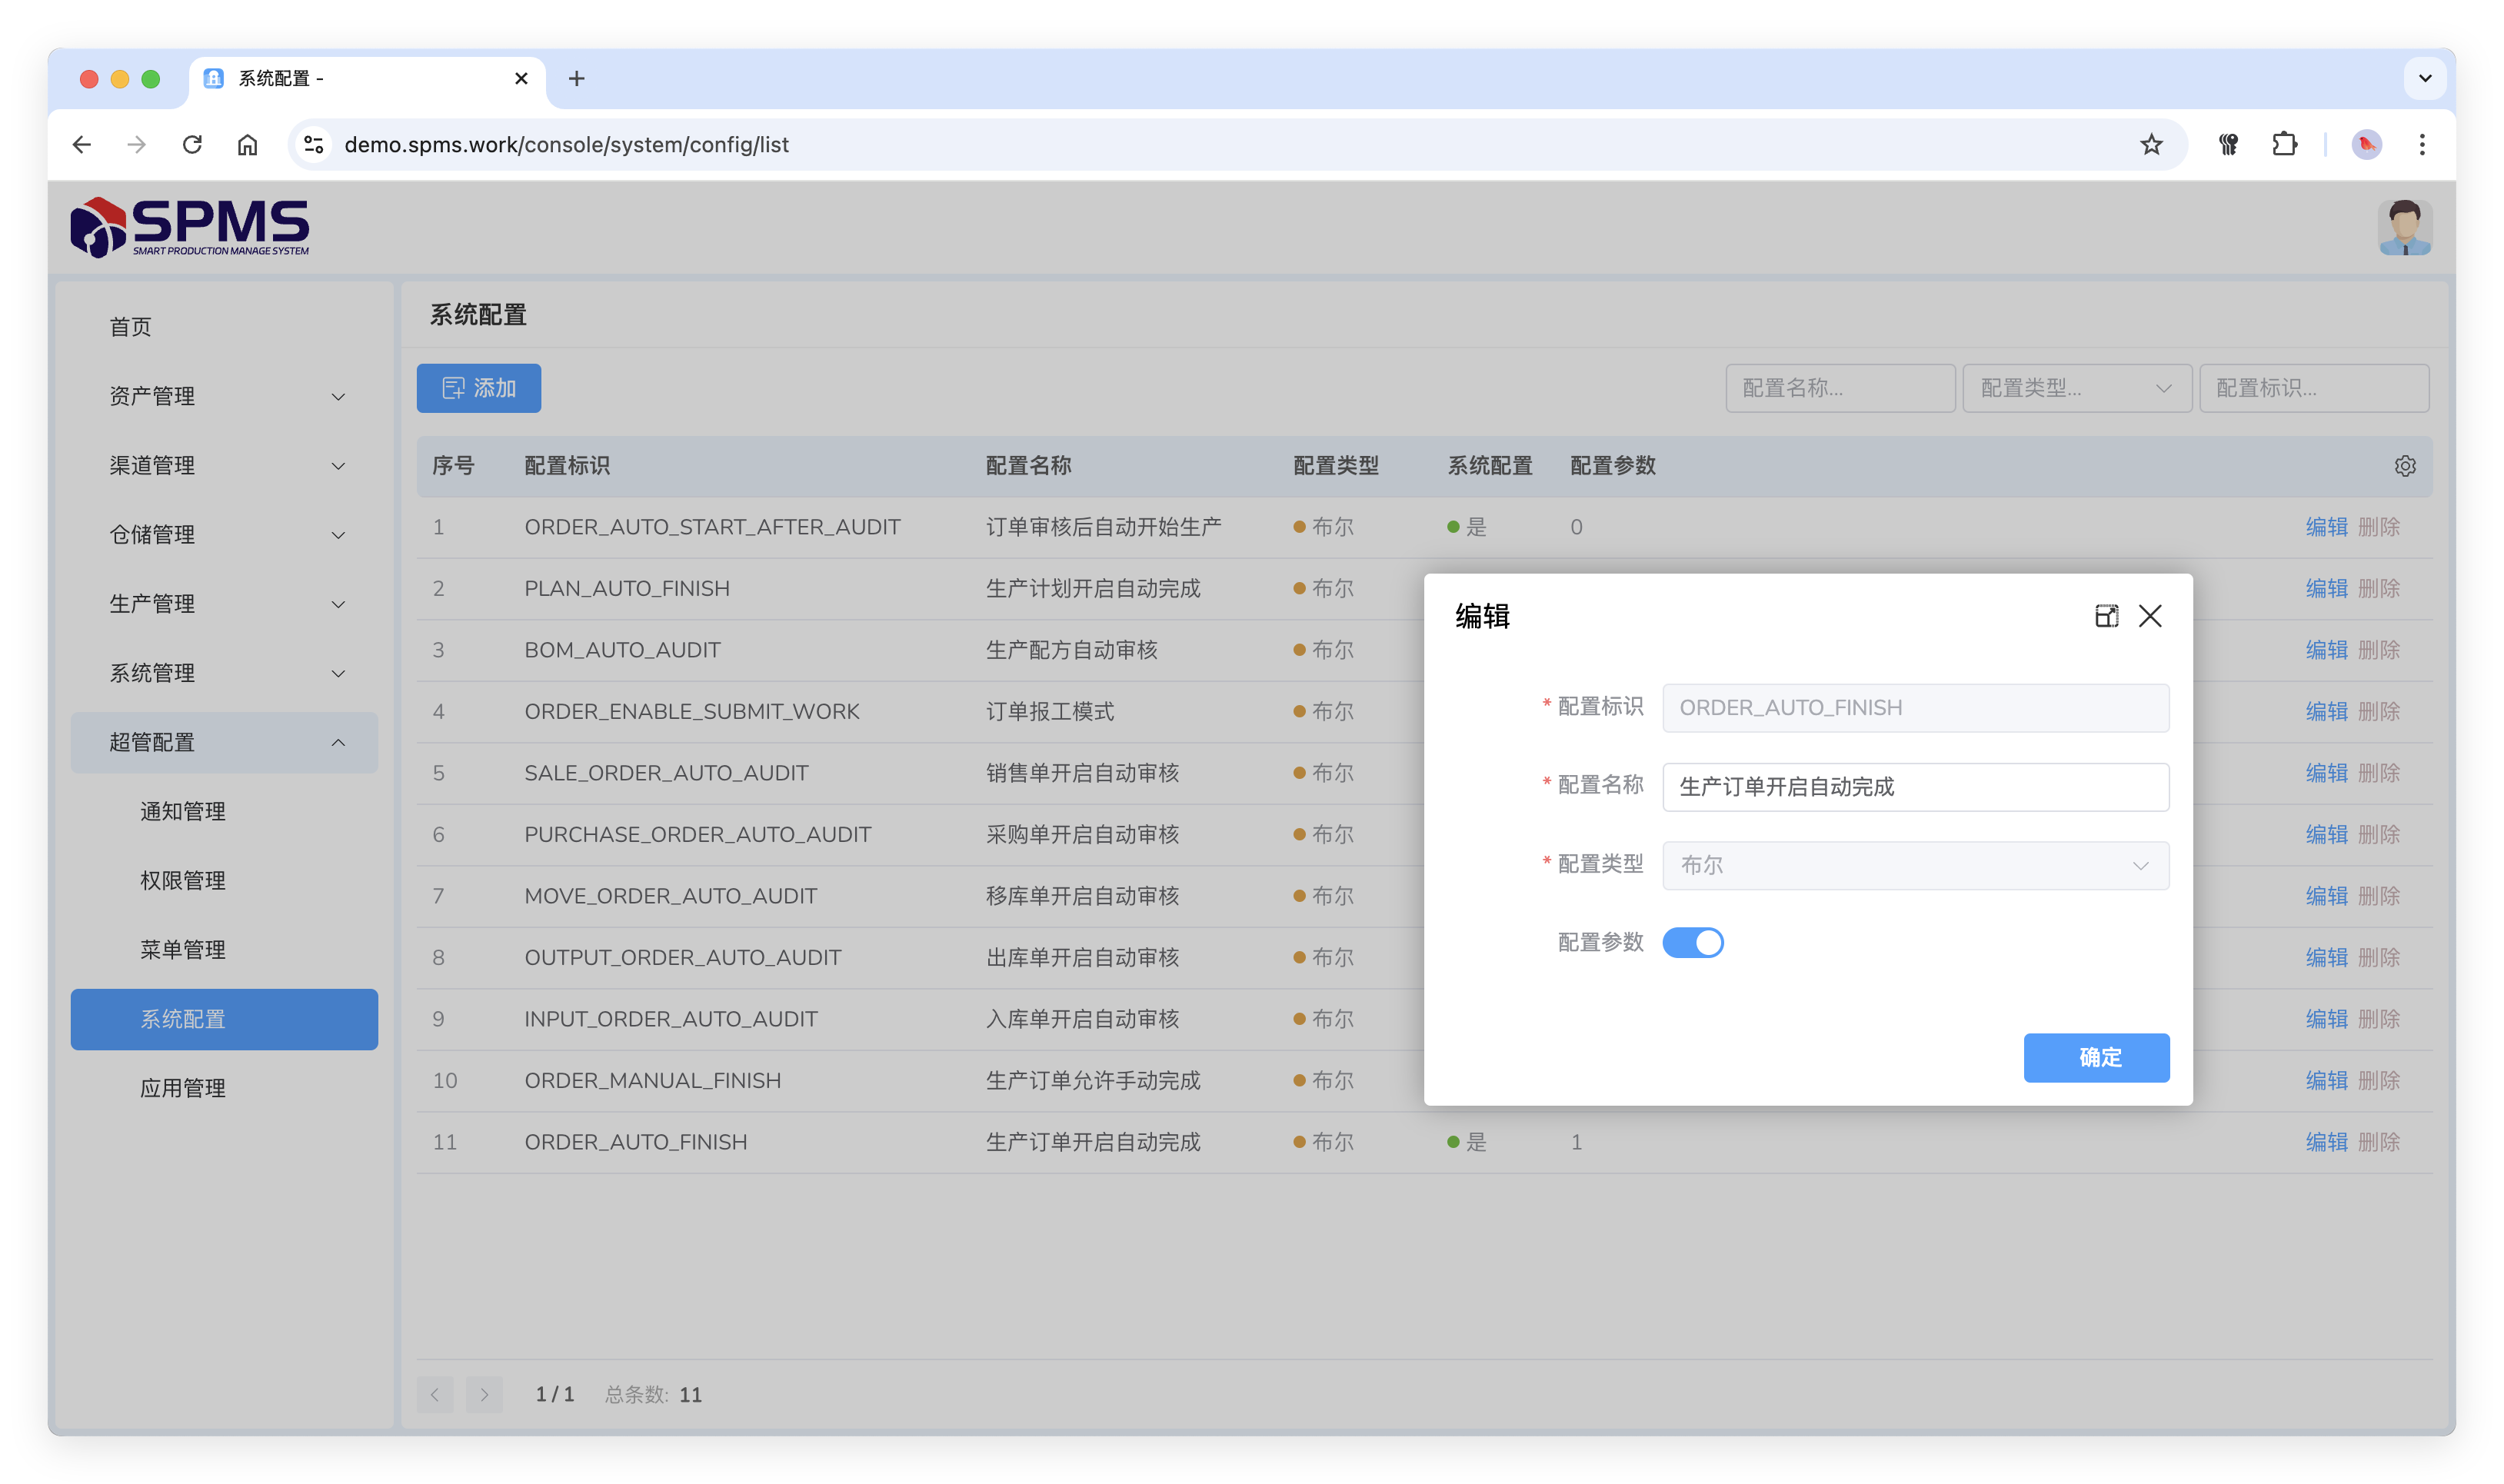 系统配置 -
demo.spms.work/console/system/config/list
SPMS
SMART PRODUCTION MANAGE SYSTEM
首页
资产管理
渠道管理
仓储管理
生产管理
系统管理
超管配置
通知管理
权限管理
菜单管理
系统配置
应用管理
系统配置
添加
配置名称...
配置类型...
配置标识...
序号 配置标识 配置名称 配置类型 系统配置 配置参数
1 ORDER_AUTO_START_AFTER_AUDIT 订单审核后自动开始生产 布尔 是 0 编辑 删除
2 PLAN_AUTO_FINISH 生产计划开启自动完成 布尔 编辑 删除
3 BOM_AUTO_AUDIT 生产配方自动审核 布尔 编辑 删除
4 ORDER_ENABLE_SUBMIT_WORK 订单报工模式 布尔 编辑 删除
5 SALE_ORDER_AUTO_AUDIT 销售单开启自动审核 布尔 编辑 删除
6 PURCHASE_ORDER_AUTO_AUDIT 采购单开启自动审核 布尔 编辑 删除
7 MOVE_ORDER_AUTO_AUDIT 移库单开启自动审核 布尔 编辑 删除
8 OUTPUT_ORDER_AUTO_AUDIT 出库单开启自动审核 布尔 编辑 删除
9 INPUT_ORDER_AUTO_AUDIT 入库单开启自动审核 布尔 编辑 删除
10 ORDER_MANUAL_FINISH 生产订单允许手动完成 布尔 编辑 删除
11 ORDER_AUTO_FINISH 生产订单开启自动完成 布尔 是 1 编辑 删除
1 / 1 总条数: 11
编辑
* 配置标识 ORDER_AUTO_FINISH
* 配置名称 生产订单开启自动完成
* 配置类型 布尔
配置参数
确定